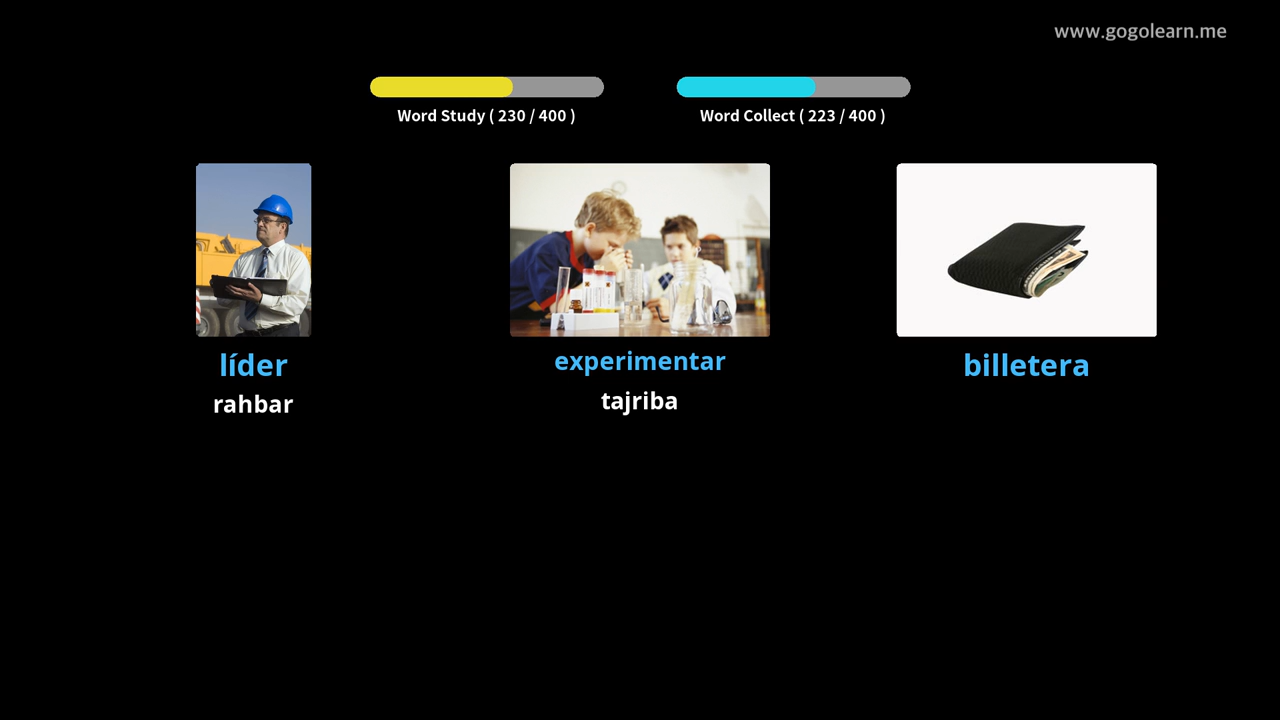 www.gogolearn.me
Word Study ( 230 / 400 )
Word Collect ( 223 / 400 )
líder
rahbar
experimentar
tajriba
billetera